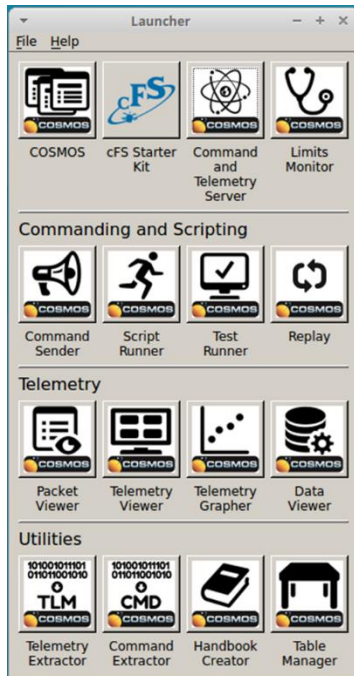 Launcher
File Help
COSMOS
cFS
COSMOS
COSMOS
COSMOS
cFS Starter
Kit
Command
and
Telemetry
Server
Limits
Monitor
Commanding and Scripting
COSMOS
COSMOS
COSMOS
COSMOS
Command
Sender
Script
Runner
Test
Runner
Replay
Telemetry
COSMOS
COSMOS
COSMOS
COSMOS
Packet
Viewer
Telemetry
Viewer
Telemetry
Grapher
Data
Viewer
Utilities
101001011101
011011001010
TLM
COSMOS
101001011101
011011001010
CMD
COSMOS
COSMOS
COSMOS
Telemetry
Extractor
Command
Extractor
Handbook
Creator
Table
Manager